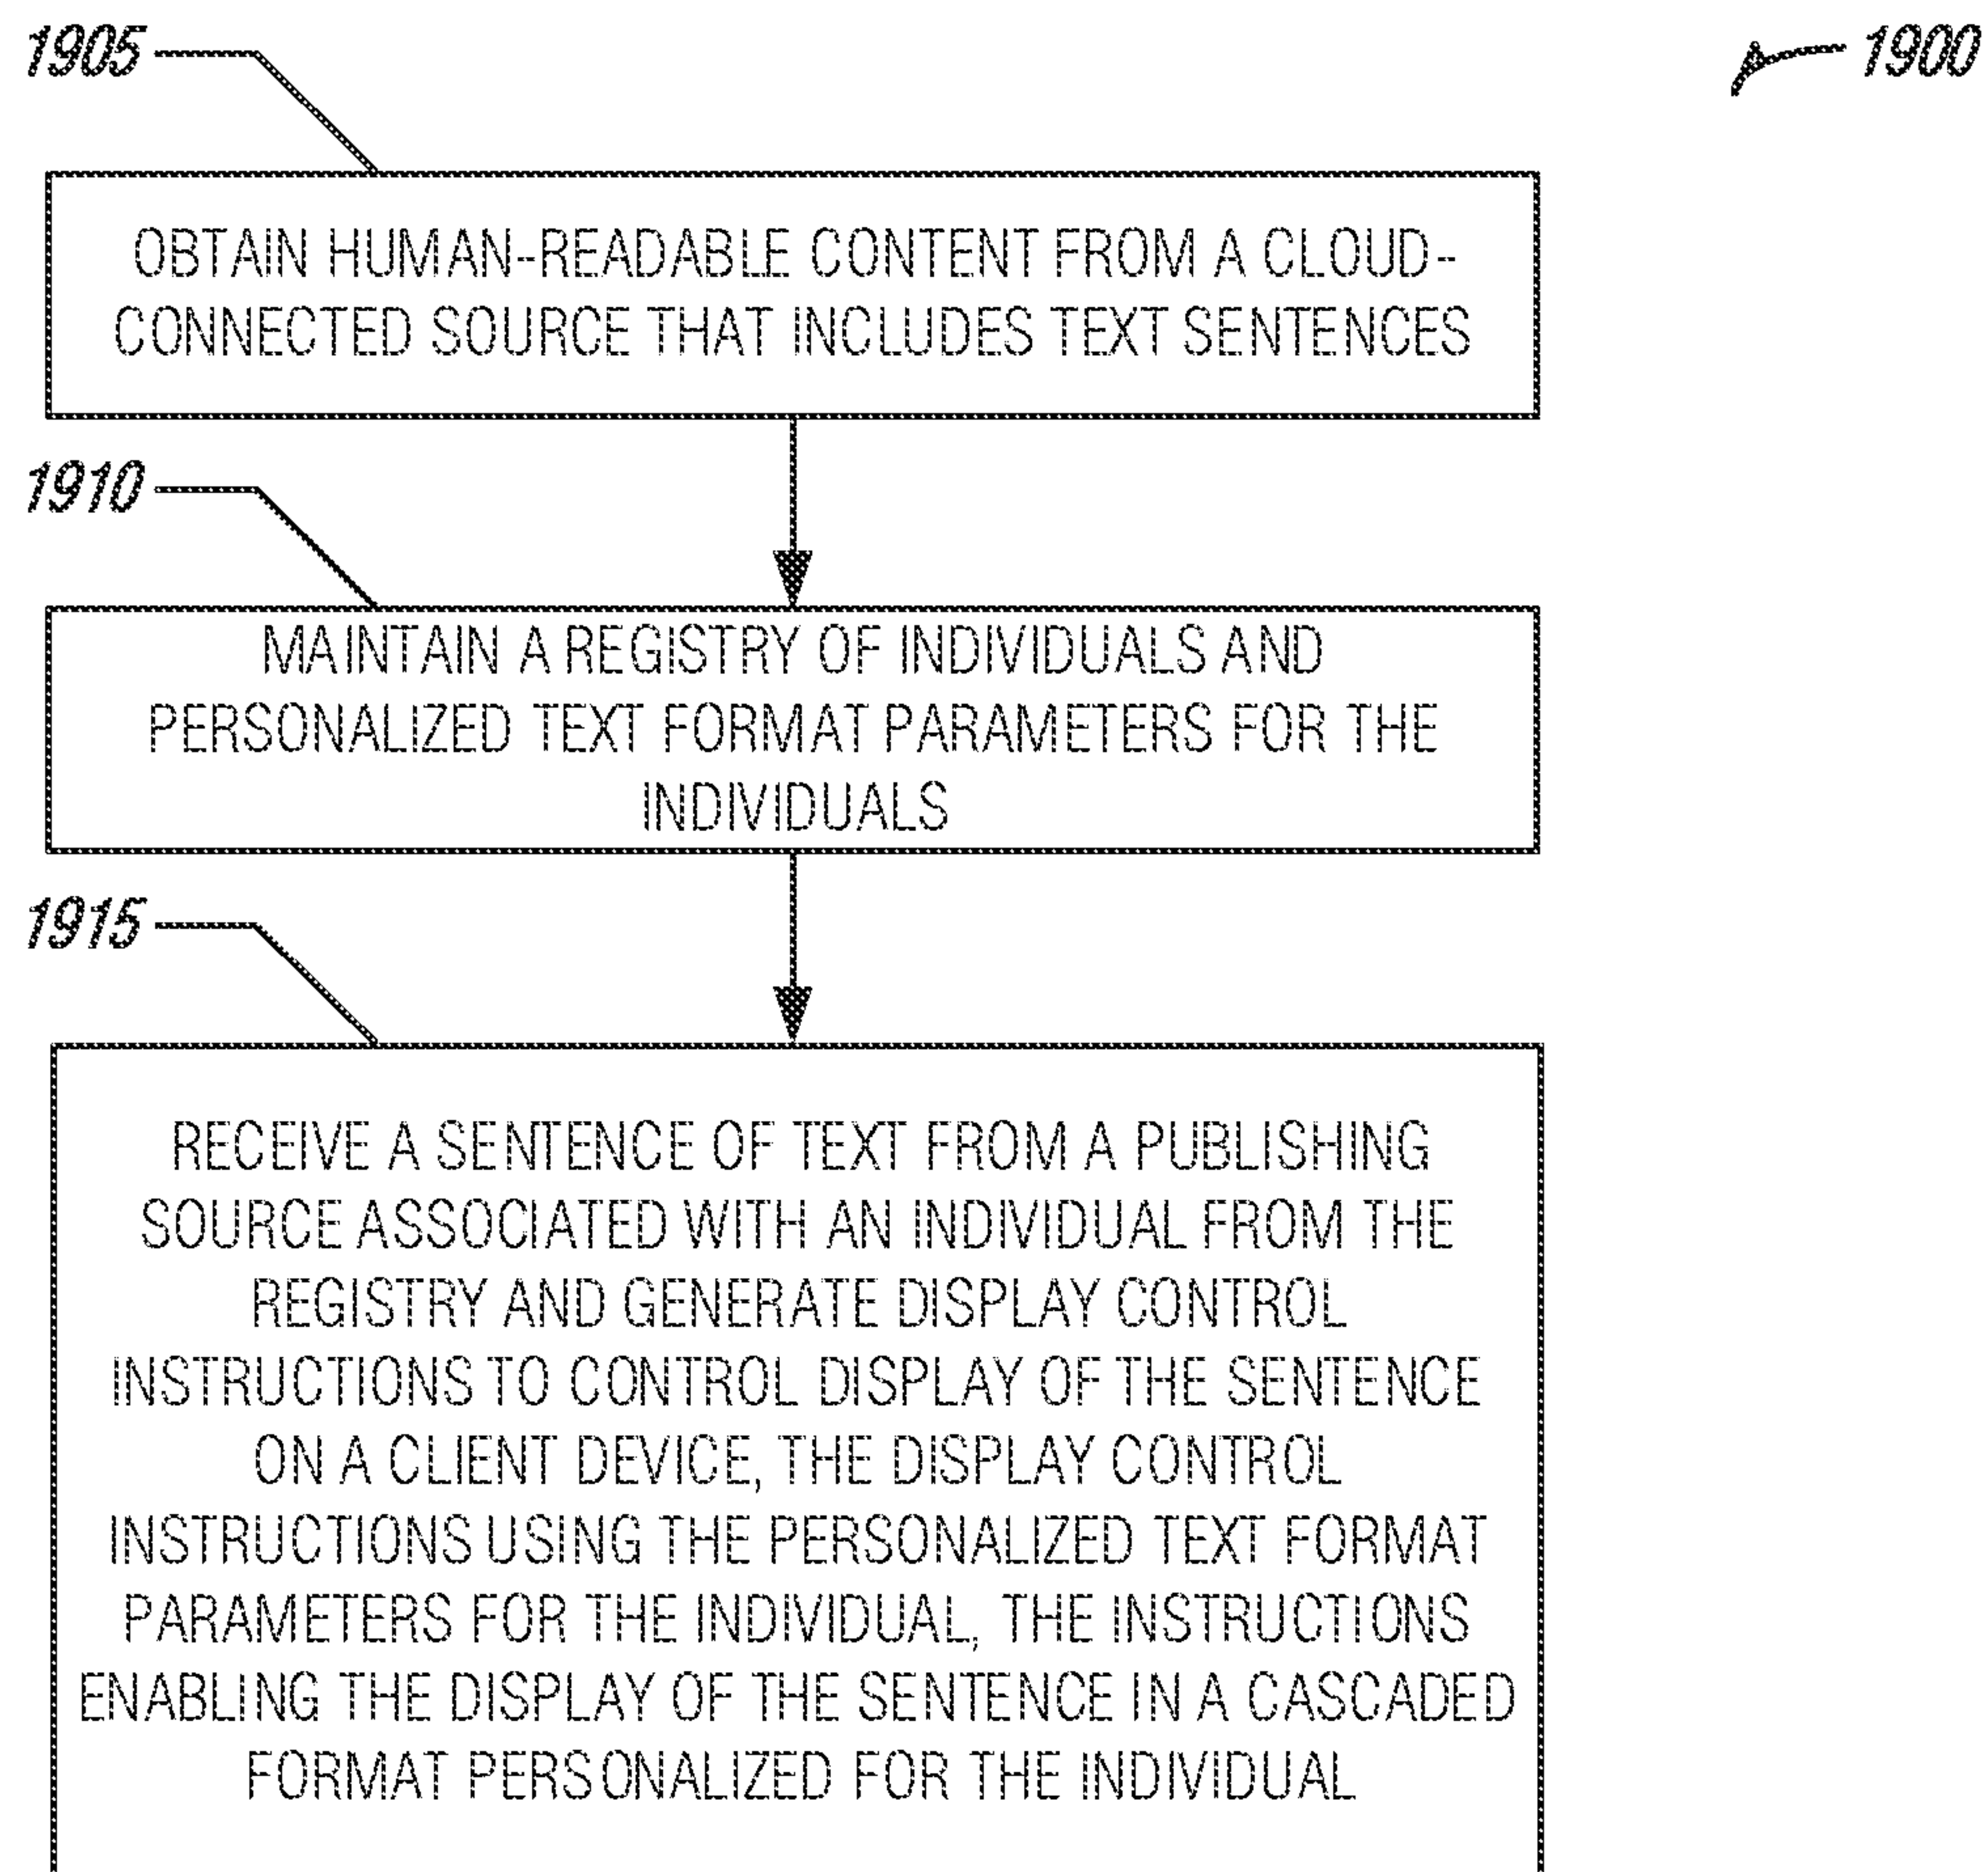 1905
1900
OBTAIN HUMAN-READABLE CONTENT FROM A CLOUD-
CONNECTED SOURCE THAT INCLUDES TEXT SENTENCES
1910
MAINTAIN A REGISTRY OF INDIVIDUALS AND
PERSONALIZED TEXT FORMAT PARAMETERS FOR THE
INDIVIDUALS
1915
RECEIVE A SENTENCE OF TEXT FROM A PUBLISHING
SOURCE ASSOCIATED WITH AN INDIVIDUAL FROM THE
REGISTRY AND GENERATE DISPLAY CONTROL
INSTRUCTIONS TO CONTROL DISPLAY OF THE SENTENCE
ON A CLIENT DEVICE, THE DISPLAY CONTROL
INSTRUCTIONS USING THE PERSONALIZED TEXT FORMAT
PARAMETERS FOR THE INDIVIDUAL, THE INSTRUCTIONS
ENABLING THE DISPLAY OF THE SENTENCE IN A CASCADED
FORMAT PERSONALIZED FOR THE INDIVIDUAL